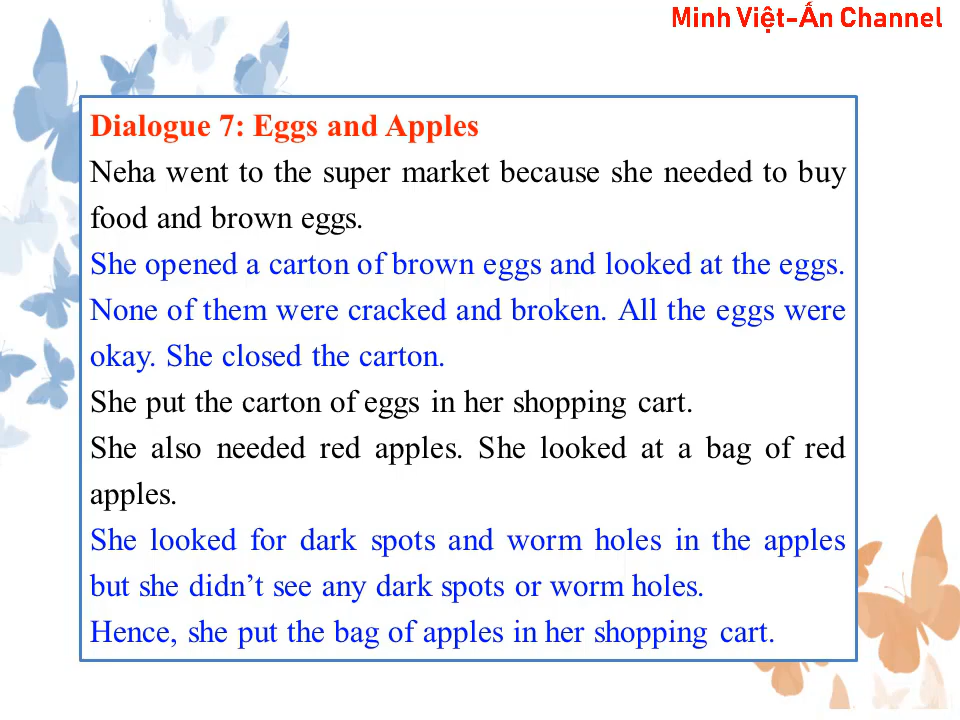 Minh Việt-Ấn Channel
Dialogue 7: Eggs and Apples
Neha went to the super market because she needed to buy
food and brown eggs.
She opened a carton of brown eggs and looked at the eggs.
None of them were cracked and broken. All the eggs were
okay. She closed the carton.
She put the carton of eggs in her shopping cart.
She also needed red apples. She looked at a bag of red
apples.
She looked for dark spots and worm holes in the apples
but she didn’t see any dark spots or worm holes.
Hence, she put the bag of apples in her shopping cart.